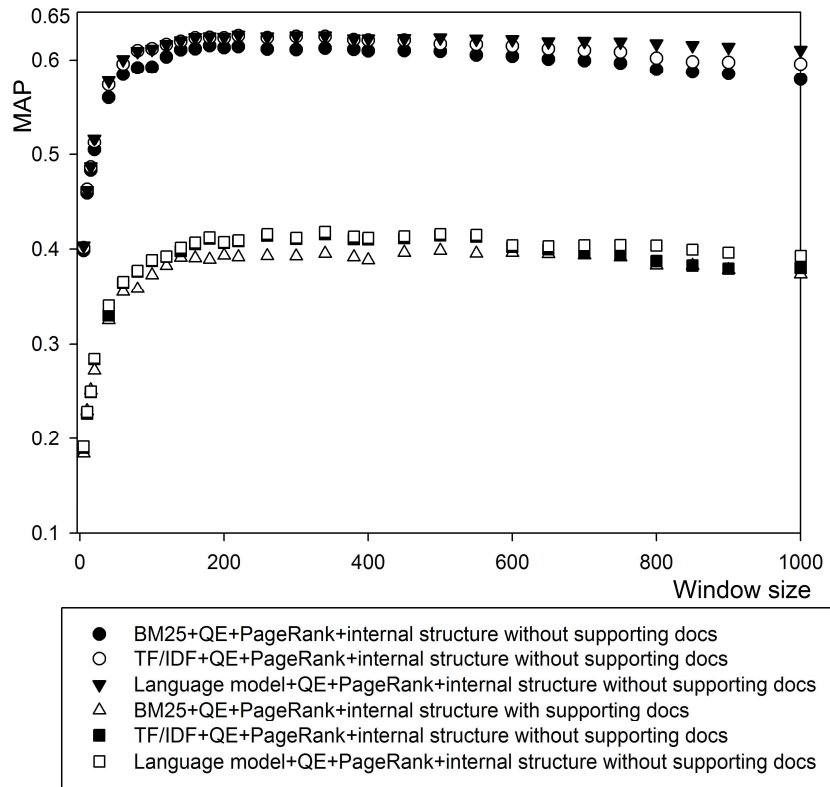 0.65
0.6
MAP
0.5
0.4
0.3
0.2
0.1
0 200 400 600 800 1000
Window size
BM25+QE+PageRank+internal structure without supporting docs
TF/IDF+QE+PageRank+internal structure without supporting docs
Language model+QE+PageRank+internal structure without supporting docs
BM25+QE+PageRank+internal structure with supporting docs
TF/IDF+QE+PageRank+internal structure without supporting docs
Language model+QE+PageRank+internal structure without supporting docs